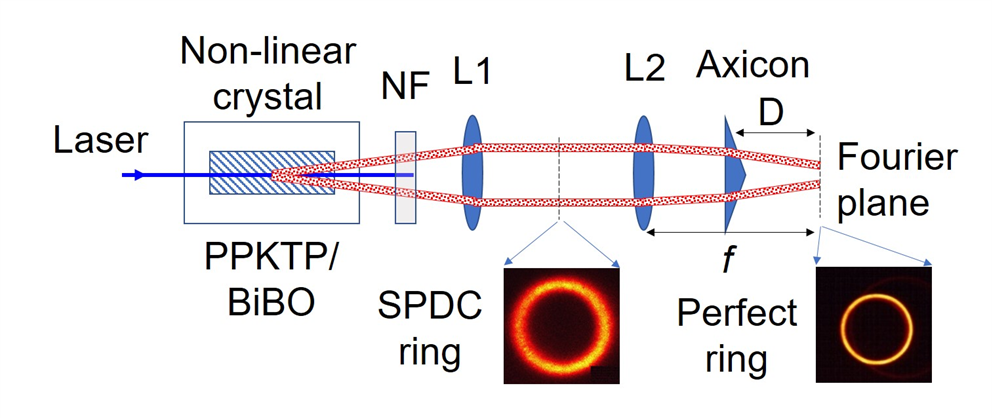 Non-linear
crystal
Laser
NF
L1
L2
Axicon
D
Fourier
plane
f
PPKTP/
BiBO
SPDC
ring
Perfect
ring